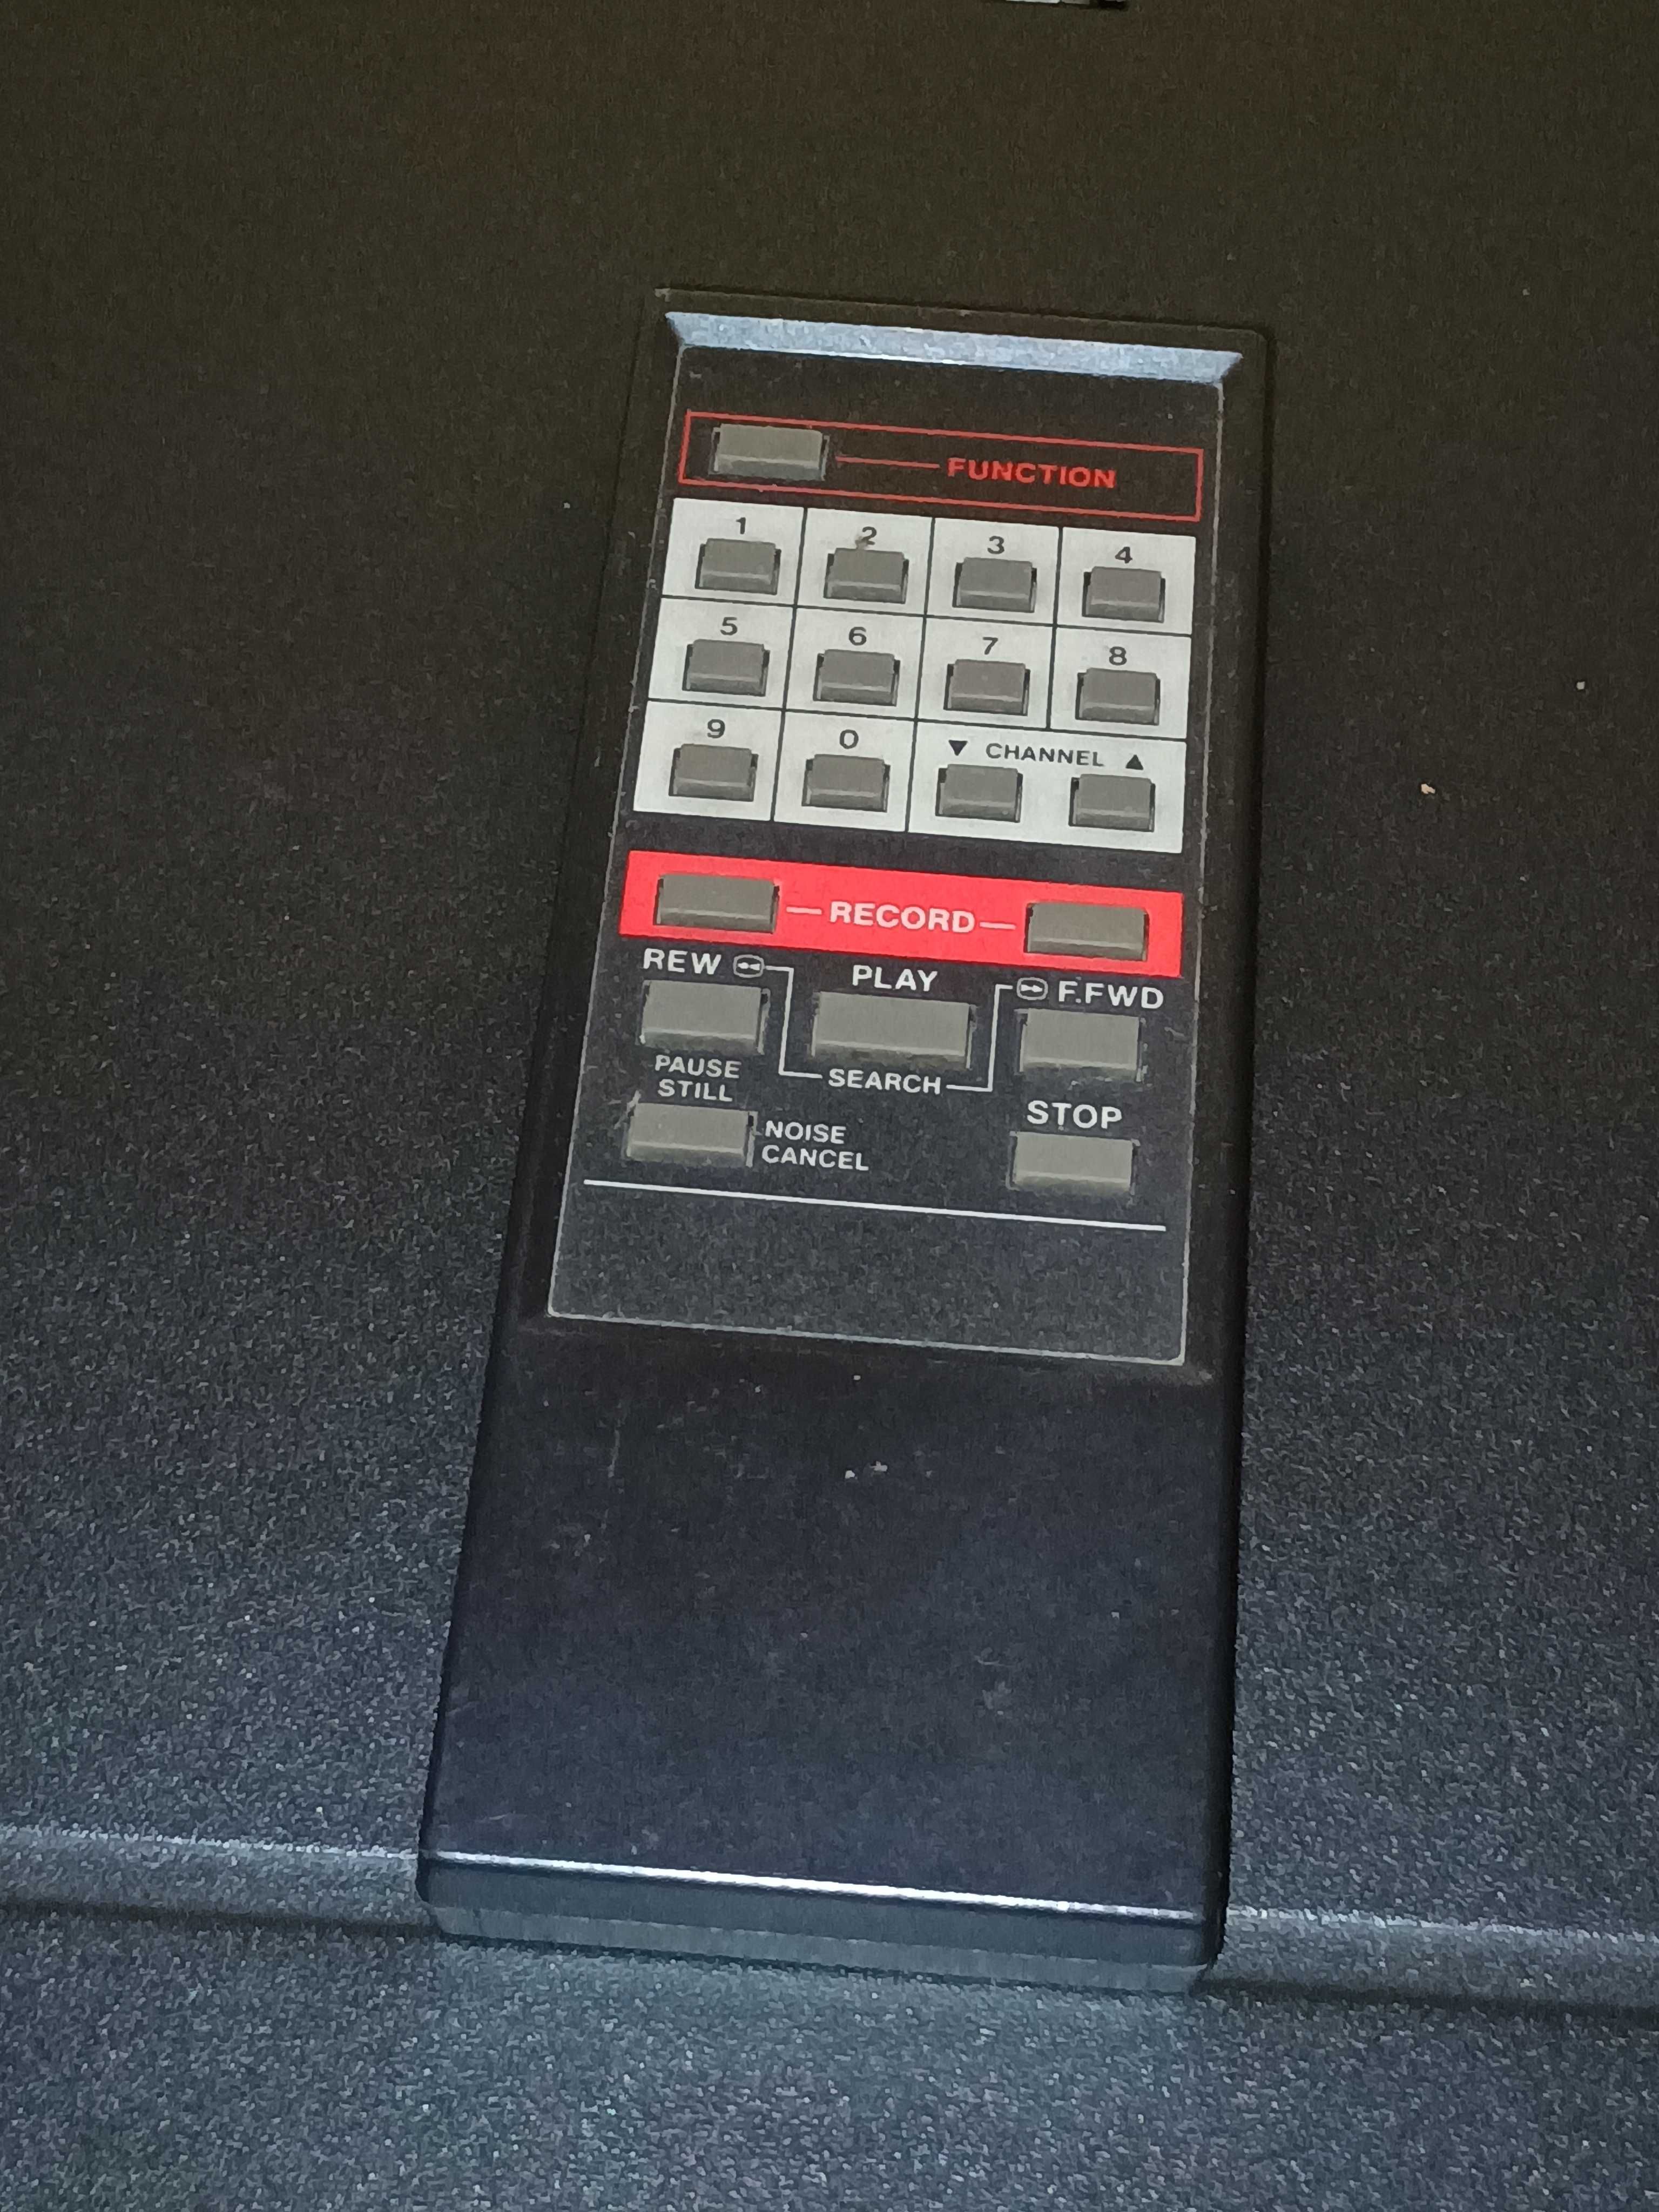 FUNCTION
1 2 3 4
5 6 7 8
9 0 ▼ CHANNEL ▲
RECORD
REW PLAY F.FWD
SEARCH
PAUSE
STILL
STOP
NOISE
CANCEL